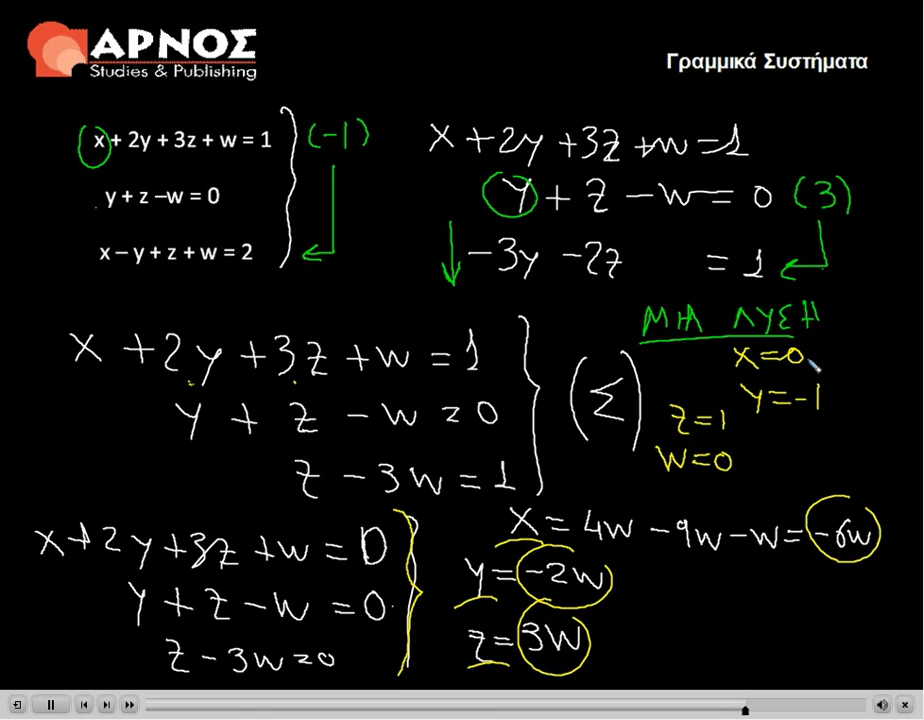 ΑΡΝΟΣ
Studies & Publishing
Γραμμικά Συστήματα
x + 2y + 3z + w = 1
(-1)
y + z –w = 0
x – y + z + w = 2
x + 2y + 3z + w = 1
y + z - w = 0 (3)
-3y - 2z = 1
ΜΙΑ ΛΥΣΗ
x = 0
y = -1
z = 1
w = 0
x + 2y + 3z + w = 1
y + z - w = 0
z - 3w = 1
(Σ)
x + 2y + 3z + w = 0
y + z - w = 0
z - 3w = 0
x = 4w - 9w - w = -6w
y = -2w
z = 3w